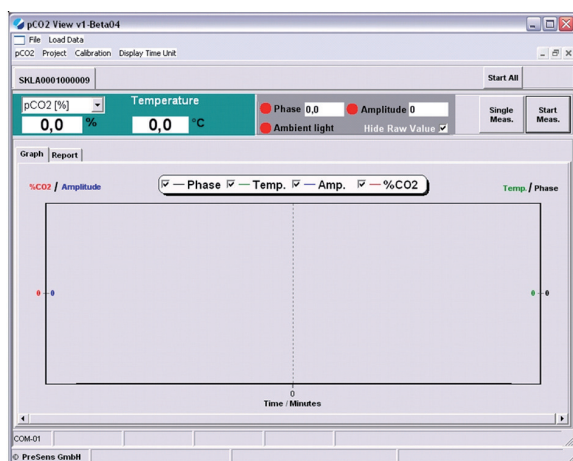 pCO2 View v1-Beta04
File Load Data
pCO2 Project Calibration Display Time Unit
SKLA0001000009
Start All
pCO2 [%]
Temperature
0,0 %
0,0 °C
Phase 0,0
Amplitude 0
Ambient light
Hide Raw Value
Single Meas.
Start Meas.
Graph Report
%CO2 / Amplitude
Phase Temp. Amp. %CO2
Temp. / Phase
0 0
0 0
0
Time / Minutes
COM-01
© PreSens GmbH